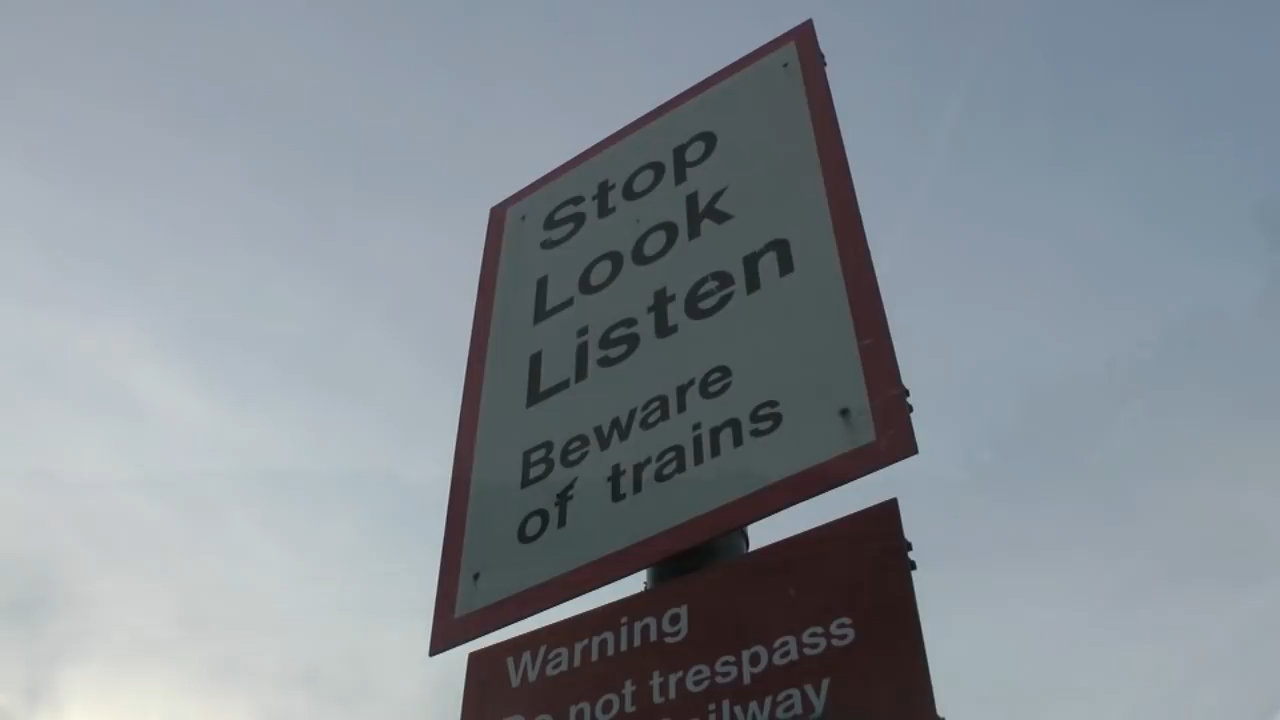 Stop
Look
Listen
Beware
of trains
Warning
Do not trespass
railway